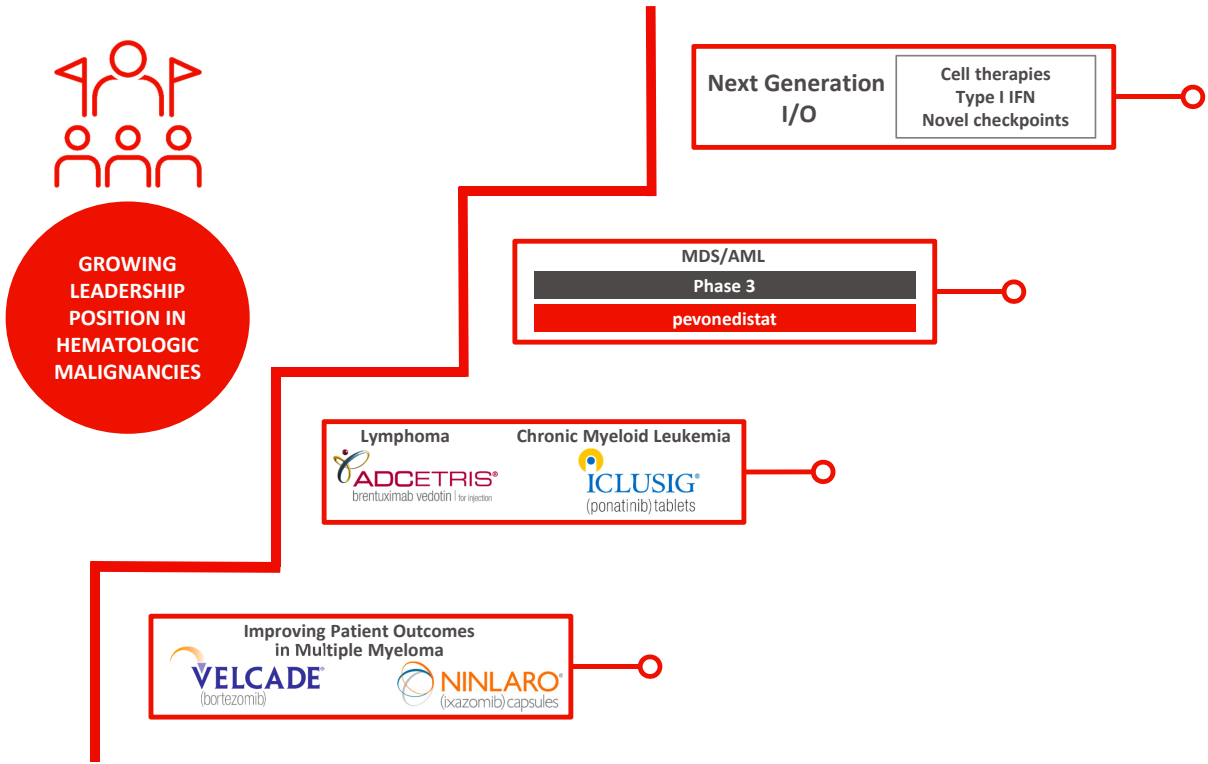 Next Generation
I/O
Cell therapies
Type I IFN
Novel checkpoints
GROWING
LEADERSHIP
POSITION IN
HEMATOLOGIC
MALIGNANCIES
MDS/AML
Phase 3
pevonedistat
Lymphoma
ADCETRIS®
brentuximab vedotin | for injection
Chronic Myeloid Leukemia
ICLUSIG®
(ponatinib) tablets
Improving Patient Outcomes
in Multiple Myeloma
VELCADE®
(bortezomib)
NINLARO®
(ixazomib) capsules